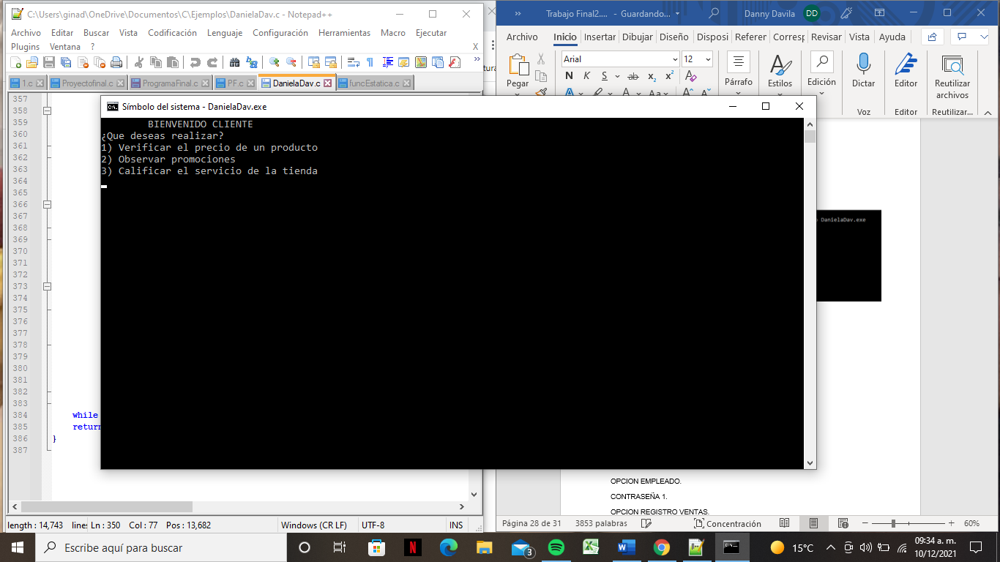 C:\Users\ginad\OneDrive\Documentos\C\Ejemplos\DanielaDav.c - Notepad++
Archivo Editar Buscar Vista Codificación Lenguaje Configuración Herramientas Macro Ejecutar
Plugins Ventana ? X
1.c Proyectofinal.c ProgramaFinal.c PF.c DanielaDav.c funcEstatica.c
357
358
359
360
361
362
363
364
365
366
367
368
369
370
371
372
373
374
375
376
377
378
379
380
381
382
383
384 while
385 return
386 }
387
length : 14,743 lines Ln : 350 Col : 77 Pos : 13,682 Windows (CR LF) UTF-8 INS
Símbolo del sistema - DanielaDav.exe
BIENVENIDO CLIENTE
¿Que deseas realizar?
1) Verificar el precio de un producto
2) Observar promociones
3) Calificar el servicio de la tienda
Trabajo Final2.... - Guardando... Danny Davila DD
Archivo Inicio Insertar Dibujar Diseño Disposi Referer Corresp Revisar Vista Ayuda
Arial 12
N K S ab x₂ x² A
Pegar Párrafo Estilos Edición Dictar Editor Reutilizar
archivos
Voz Editor Reutilizar...
DanielaDav.exe
OPCION EMPLEADO.
CONTRASEÑA 1.
OPCION REGISTRO VENTAS.
Página 28 de 31 3853 palabras Concentración 60%
Escribe aquí para buscar
3
15°C
09:34 a. m.
10/12/2021